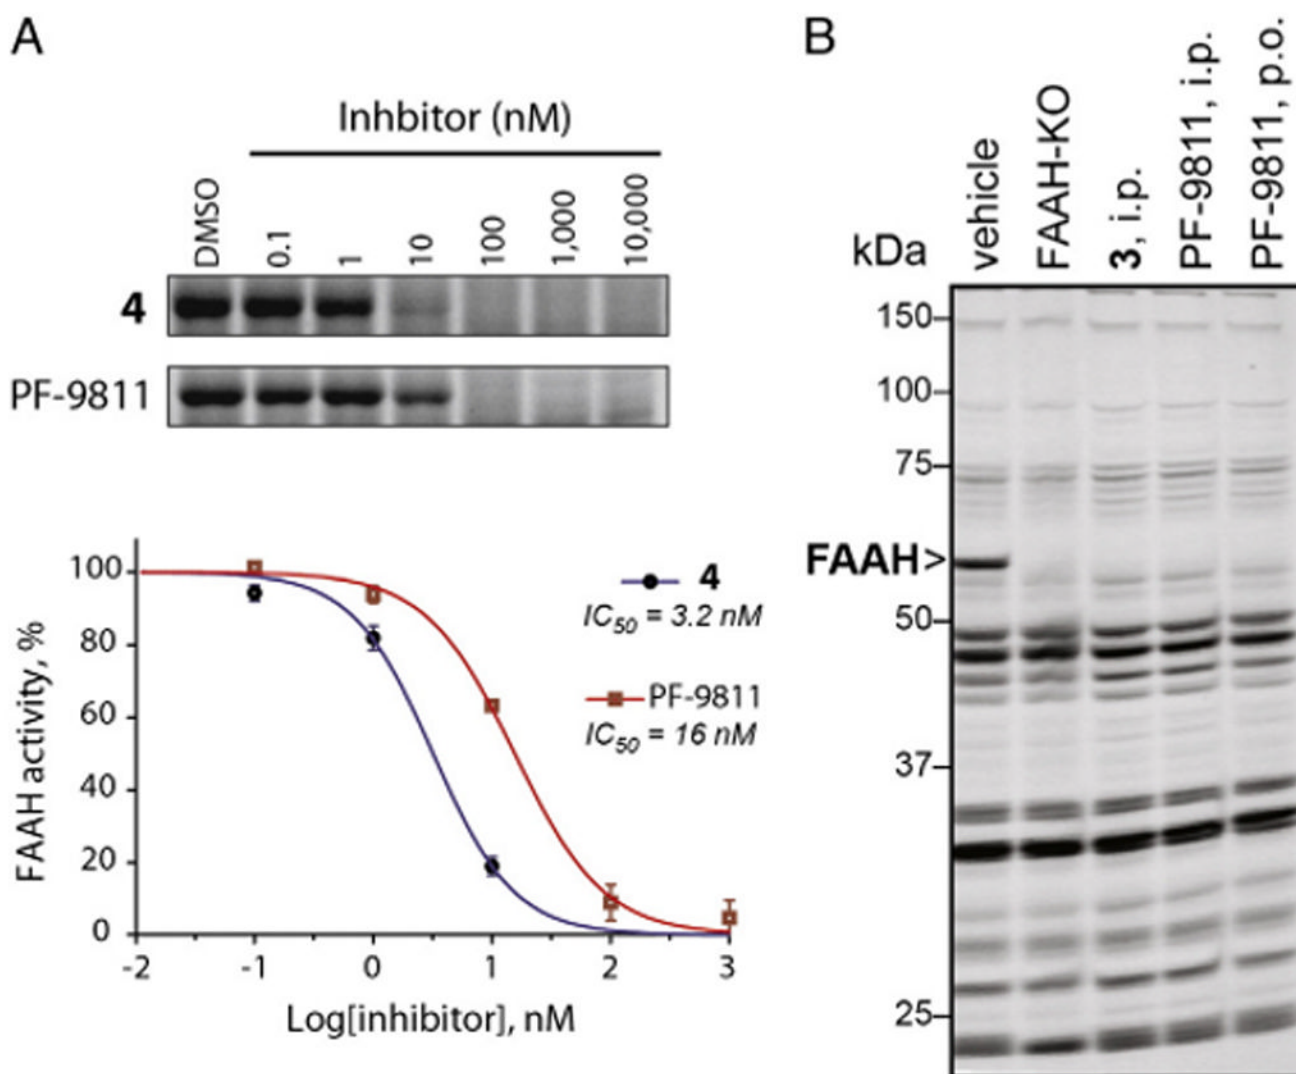 A
Inhbitor (nM)
DMSO
0.1
1
10
100
1,000
10,000
4
PF-9811
100
80
60
40
20
0
FAAH activity, %
-2
-1
0
1
2
3
Log[inhibitor], nM
4
IC50 = 3.2 nM
PF-9811
IC50 = 16 nM
B
kDa
vehicle
FAAH-KO
3, i.p.
PF-9811, i.p.
PF-9811, p.o.
150
100
75
FAAH>
50
37
25